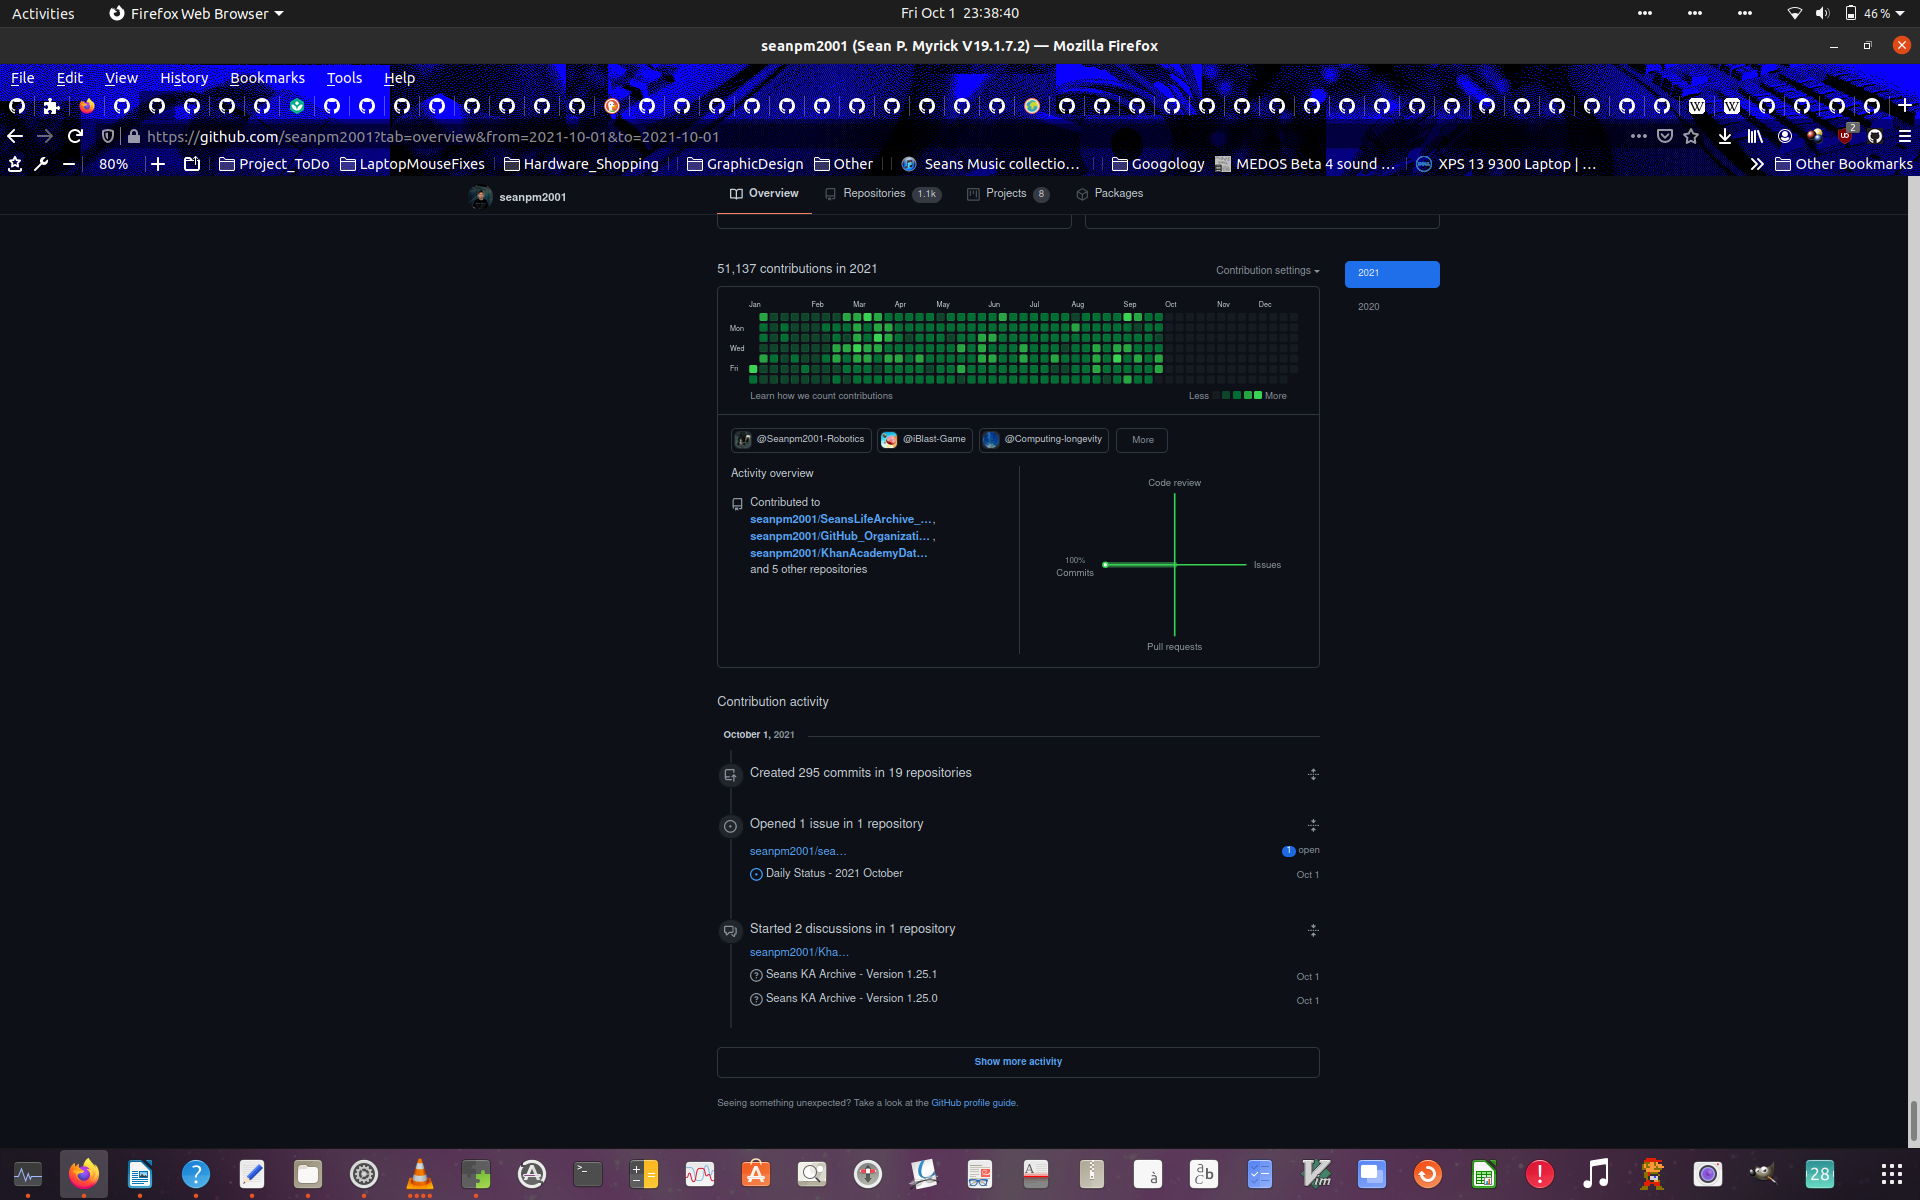 Activities Firefox Web Browser Fri Oct 1 23:38:40 46%
seanpm2001 (Sean P. Myrick V19.1.7.2) — Mozilla Firefox
File Edit View History Bookmarks Tools Help
https://github.com/seanpm2001?tab=overview&from=2021-10-01&to=2021-10-01 2
80% Project_ToDo LaptopMouseFixes Hardware_Shopping GraphicDesign Other Seans Music collectio… Googology MEDOS Beta 4 sound … XPS 13 9300 Laptop | … Other Bookmarks
seanpm2001 Overview Repositories 1.1k Projects 8 Packages
51,137 contributions in 2021 Contribution settings 2021
2020
Jan Feb Mar Apr May Jun Jul Aug Sep Oct Nov Dec
Mon
Wed
Fri
Learn how we count contributions Less More
@Seanpm2001-Robotics @iBlast-Game @Computing-longevity More
Activity overview
Contributed to
seanpm2001/SeansLifeArchive_…,
seanpm2001/GitHub_Organizati… ,
seanpm2001/KhanAcademyDat…
and 5 other repositories
Code review
100%
Commits
Issues
Pull requests
Contribution activity
October 1, 2021
Created 295 commits in 19 repositories
Opened 1 issue in 1 repository
seanpm2001/sea… 1 open
Daily Status - 2021 October Oct 1
Started 2 discussions in 1 repository
seanpm2001/Kha…
Seans KA Archive - Version 1.25.1 Oct 1
Seans KA Archive - Version 1.25.0 Oct 1
Show more activity
Seeing something unexpected? Take a look at the GitHub profile guide.
28